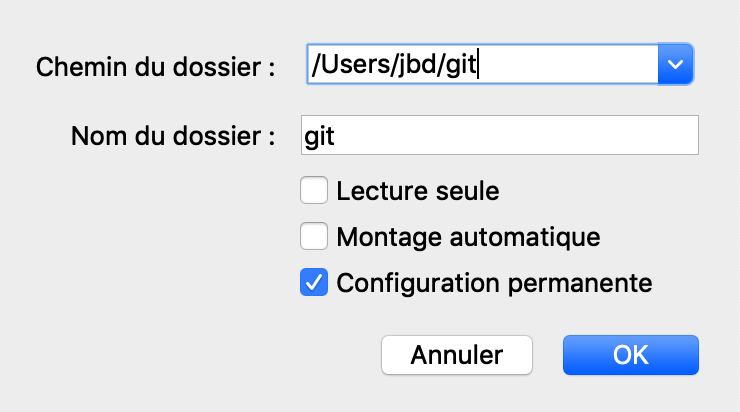 Chemin du dossier : /Users/jbd/git
Nom du dossier : git
Lecture seule
Montage automatique
Configuration permanente
Annuler OK